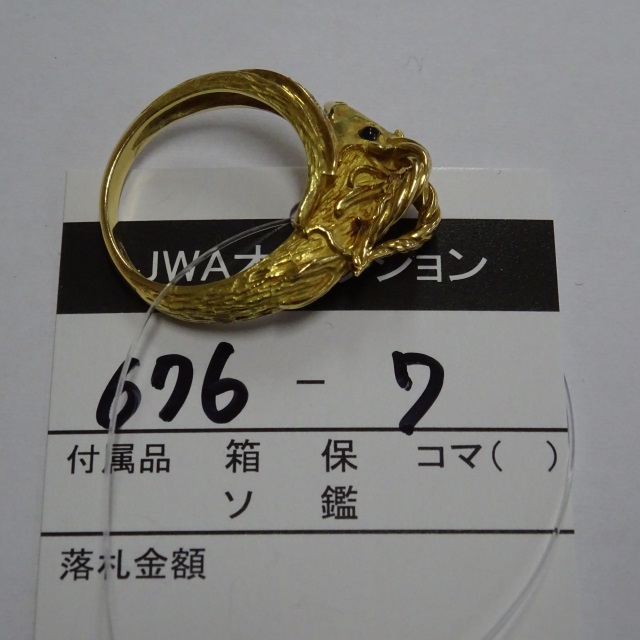 JWAオ ション
676 - 7
付属品 箱 保 コマ( )
ソ 鑑
落札金額